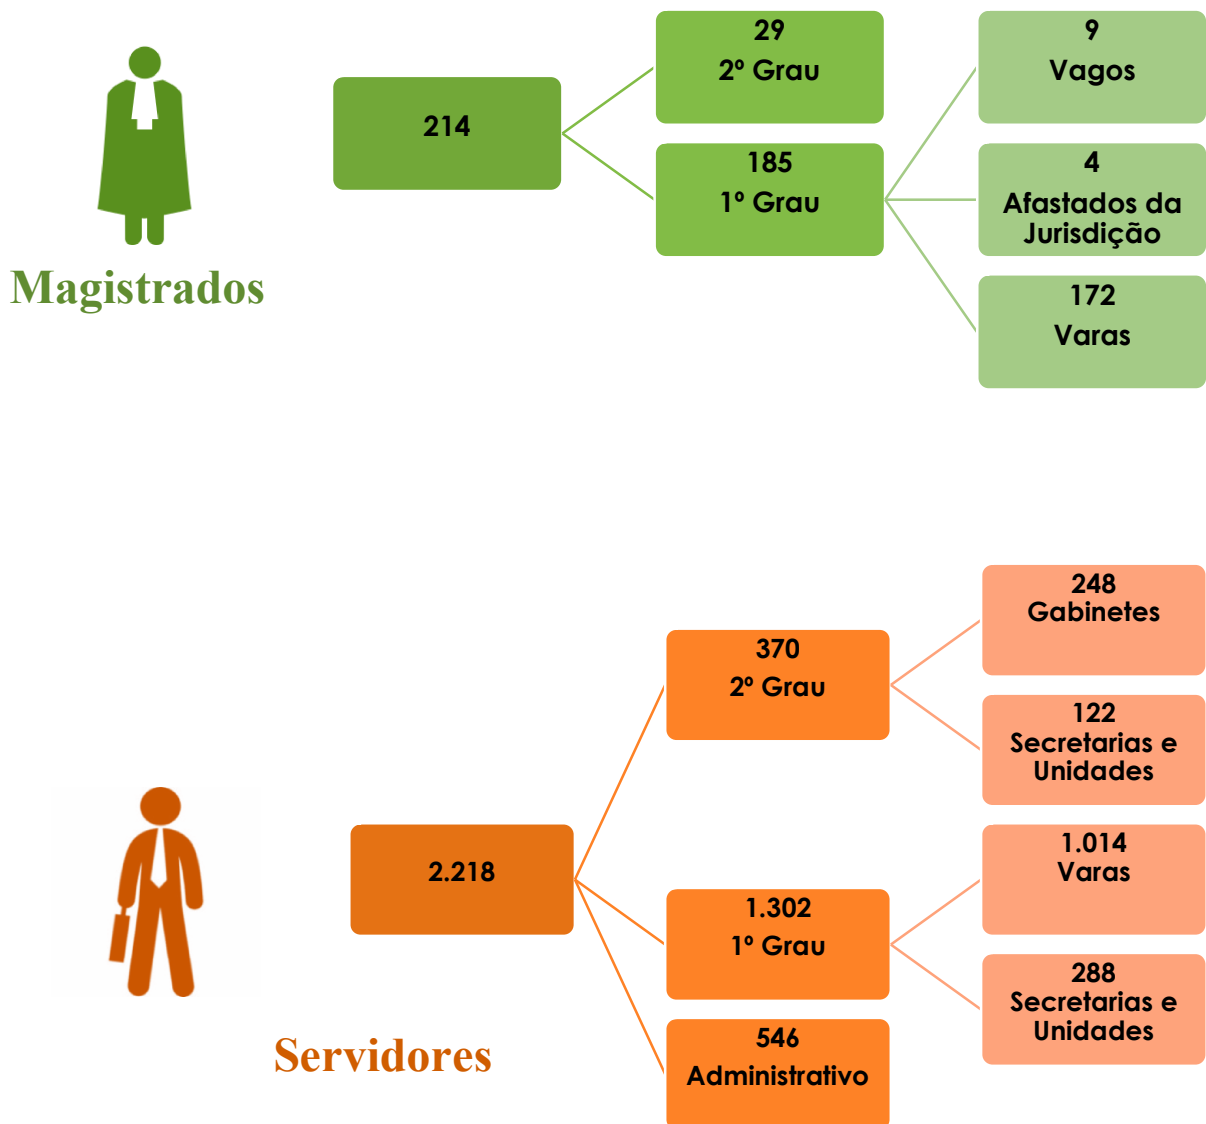 Magistrados
214
29
2º Grau
185
1º Grau
9
Vagos
4
Afastados da
Jurisdição
172
Varas
Servidores
2.218
370
2º Grau
248
Gabinetes
122
Secretarias e
Unidades
1.302
1º Grau
1.014
Varas
288
Secretarias e
Unidades
546
Administrativo